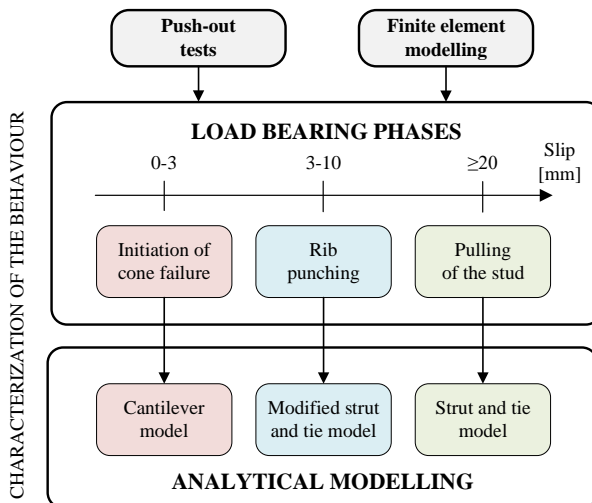 Push-out
tests
Finite element
modelling
CHARACTERIZATION OF THE BEHAVIOUR
LOAD BEARING PHASES
0-3
3-10
≥20
Slip
[mm]
Initiation of
cone failure
Rib
punching
Pulling
of the stud
Cantilever
model
Modified strut
and tie model
Strut and tie
model
ANALYTICAL MODELLING